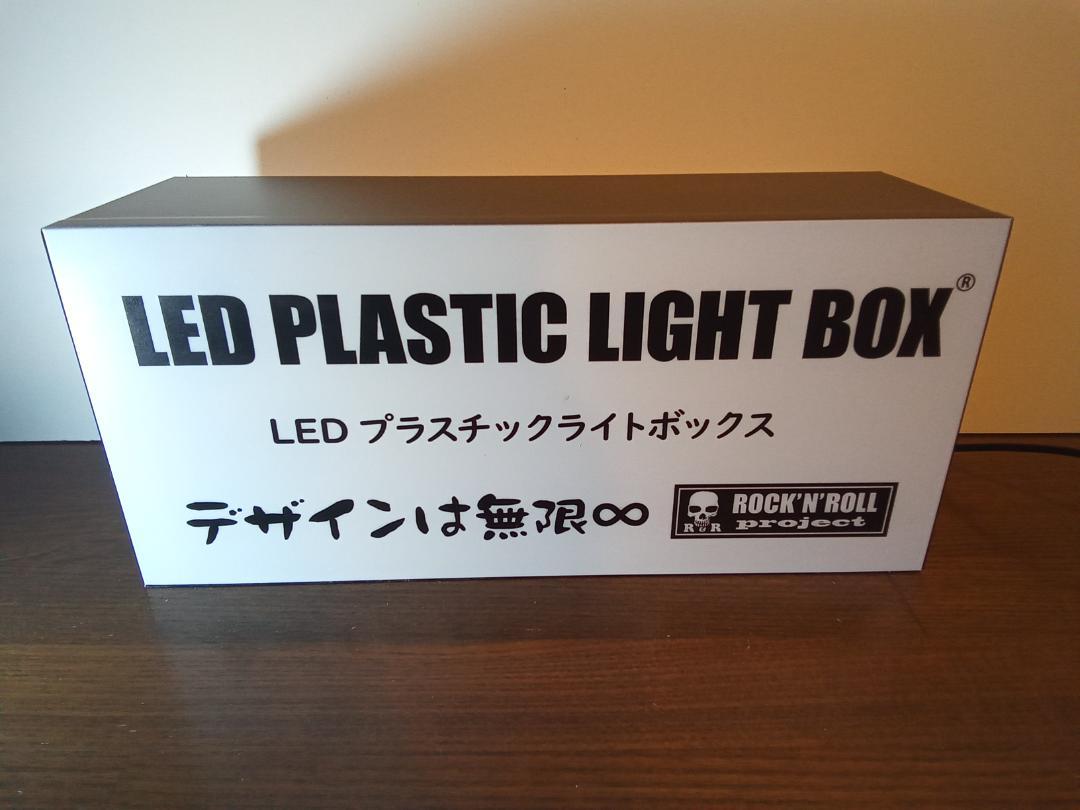 LED PLASTIC LIGHT BOX®
LED プラスチックライトボックス
デザインは無限∞
ROCK'N'ROLL
project
R&R